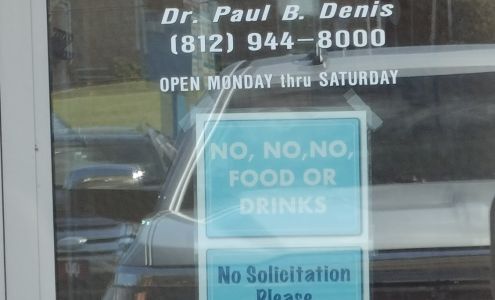 Dr. Paul B. Denis
(812) 944-8000
OPEN MONDAY thru SATURDAY
NO, NO,NO,
FOOD OR
DRINKS
No Solicitation
Please